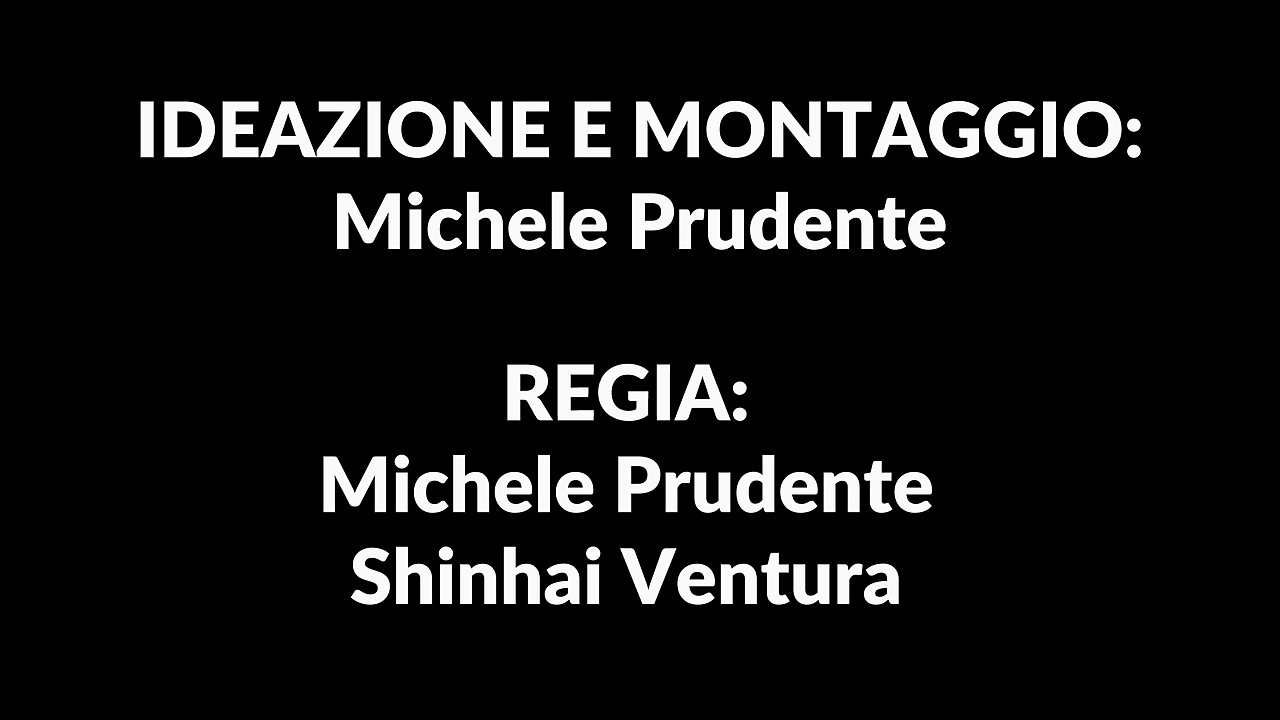 IDEAZIONE E MONTAGGIO:
Michele Prudente
REGIA:
Michele Prudente
Shinhai Ventura